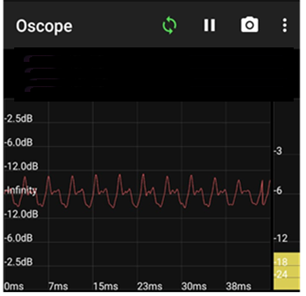 Oscope
-2.5dB
-6.0dB
-12.0dB
-Infinity
-12.0dB
-6.0dB
-2.5dB
0ms 7ms 15ms 23ms 30ms 38ms
-3
-6
-12
-18
-24